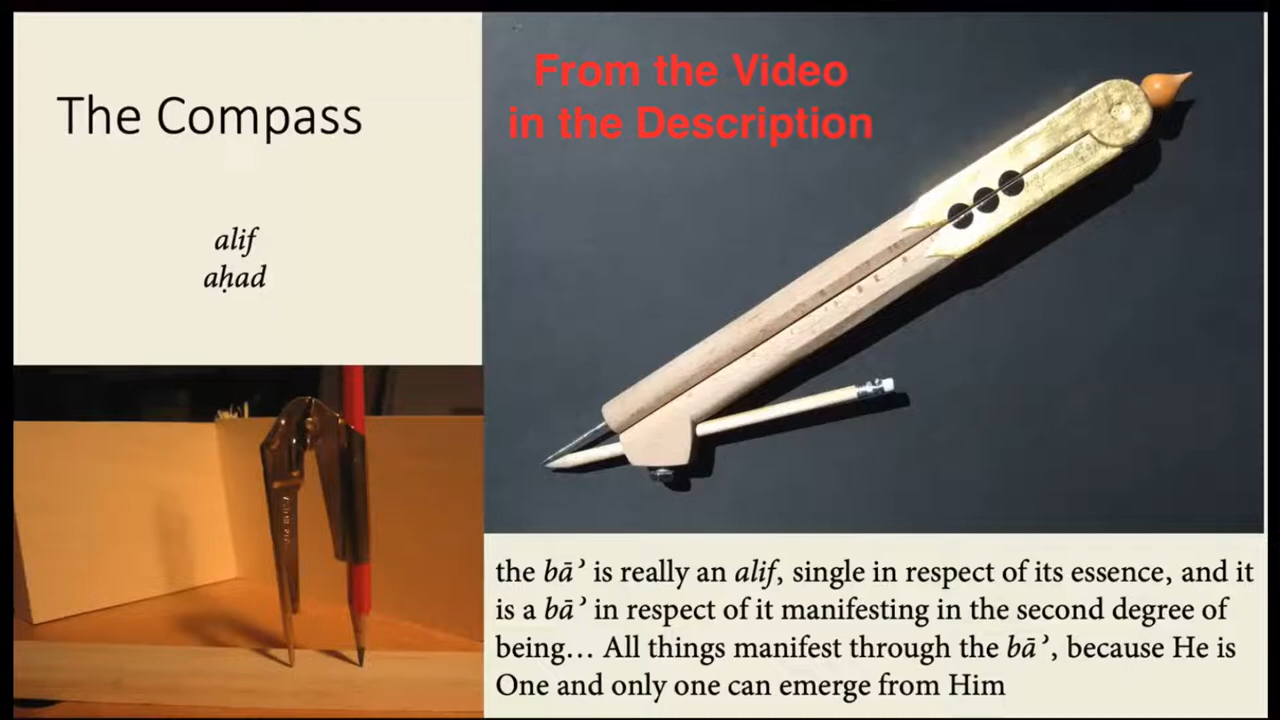 The Compass
alif
aḥad
From the Video
in the Description
the bāʾ is really an alif, single in respect of its essence, and it
is a bāʾ in respect of it manifesting in the second degree of
being… All things manifest through the bāʾ, because He is
One and only one can emerge from Him